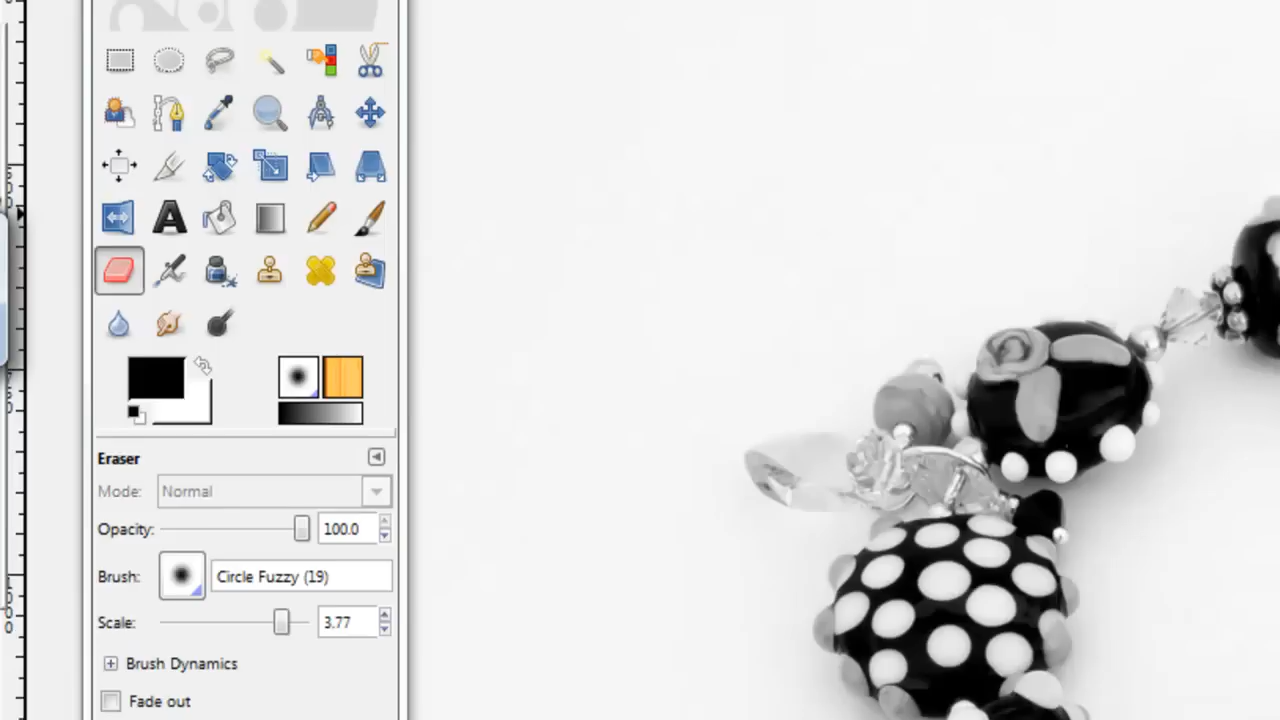 Eraser
Mode: Normal
Opacity: 100.0
Brush: Circle Fuzzy (19)
Scale: 3.77
Brush Dynamics
Fade out